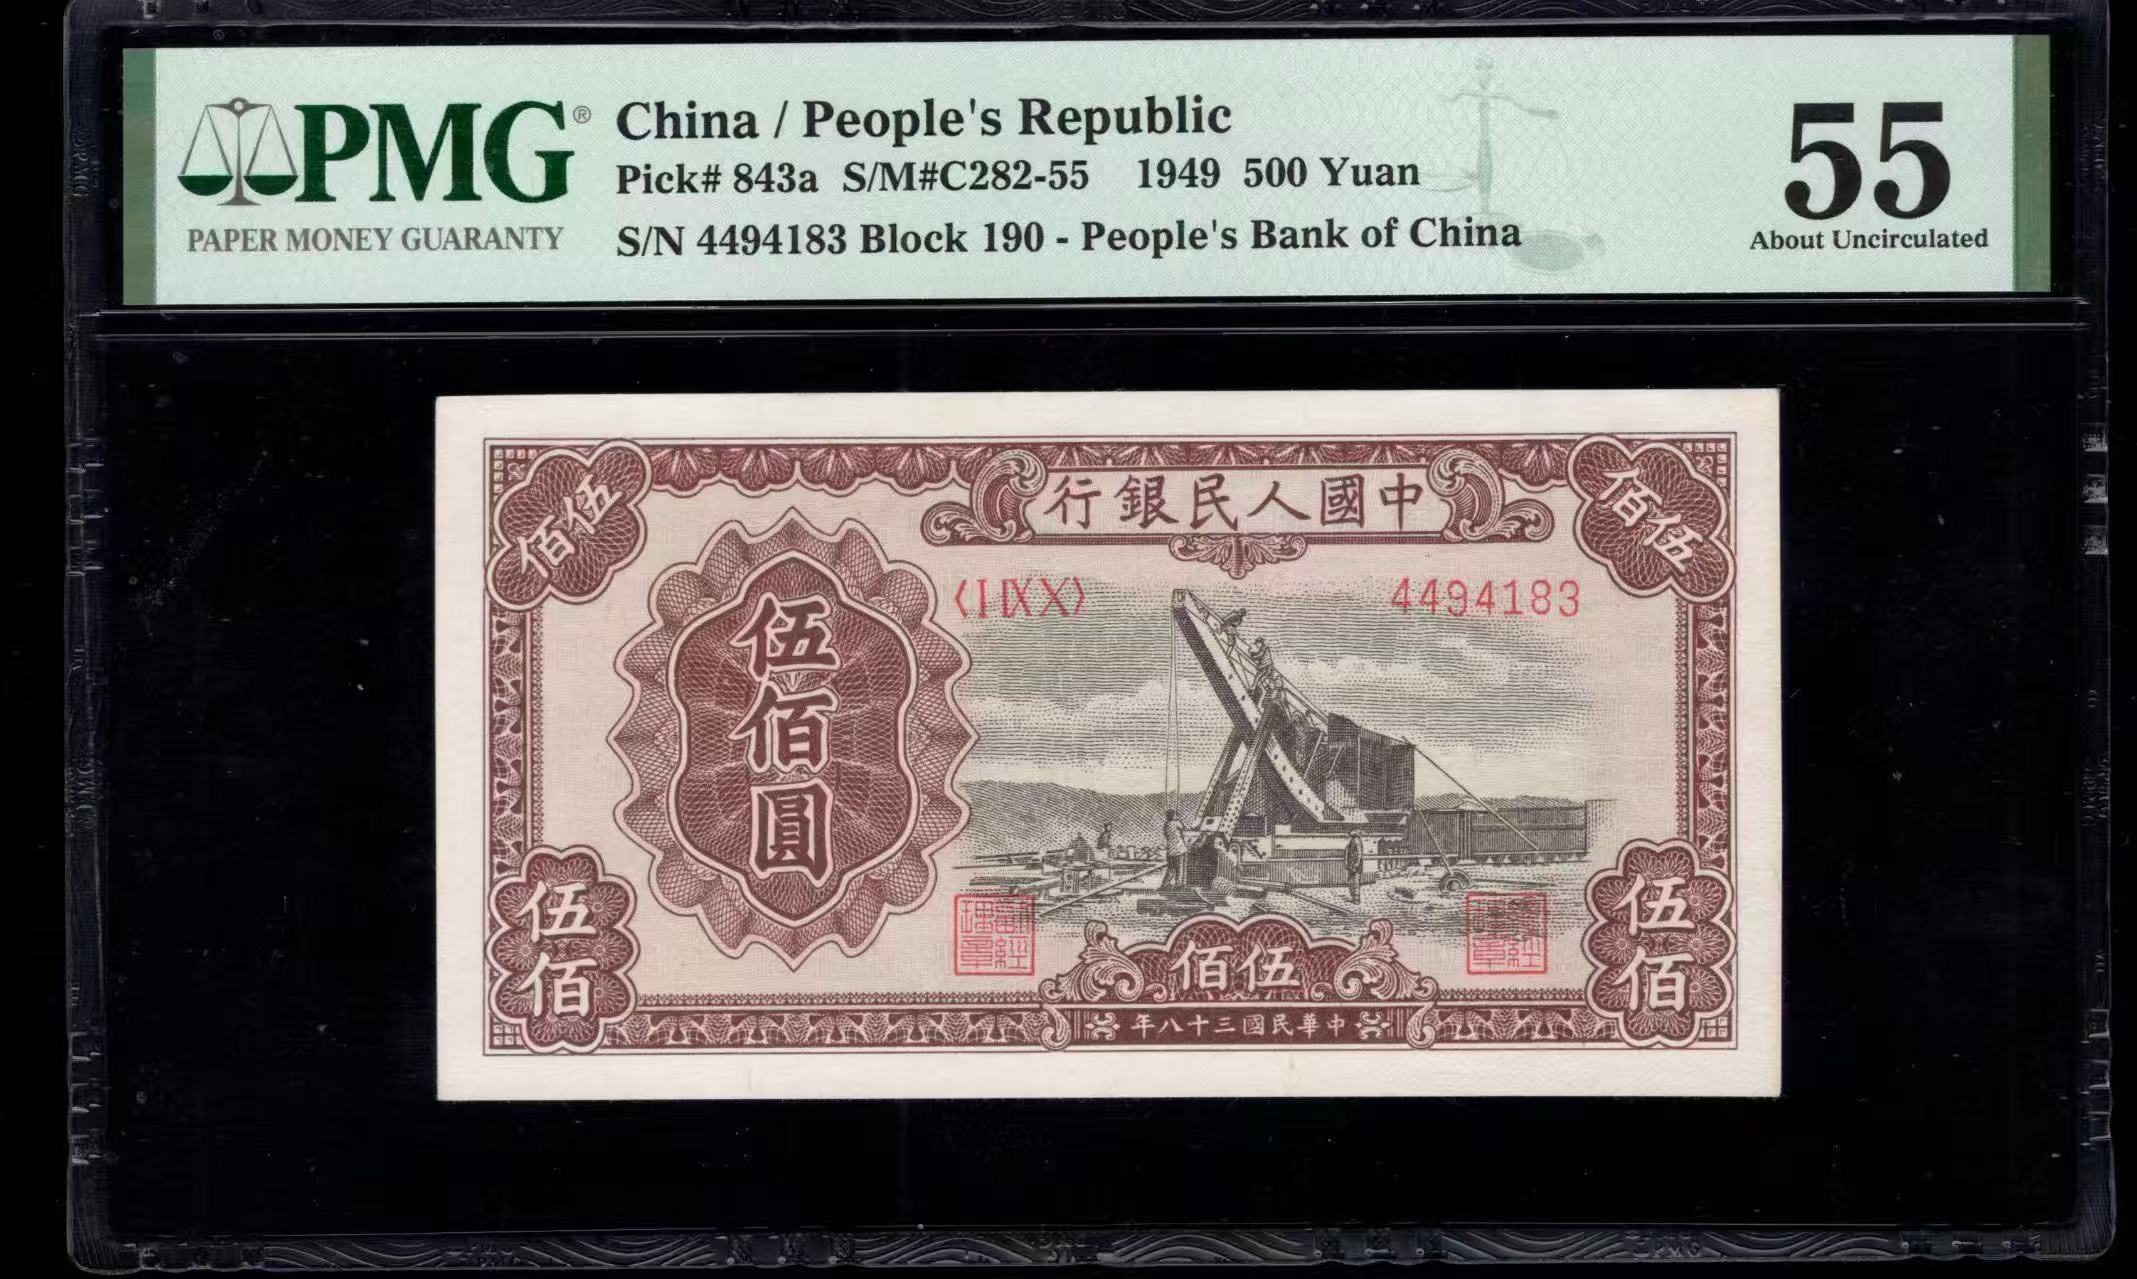 PMG®
PAPER MONEY GUARANTY
China / People's Republic
Pick# 843a S/M#C282-55 1949 500 Yuan
S/N 4494183 Block 190 - People's Bank of China
55
About Uncirculated
佰伍
行銀民人國中
佰伍
〈I IX X〉
4494183
伍佰圓
伍佰
佰伍
伍佰
年八十三國民華中